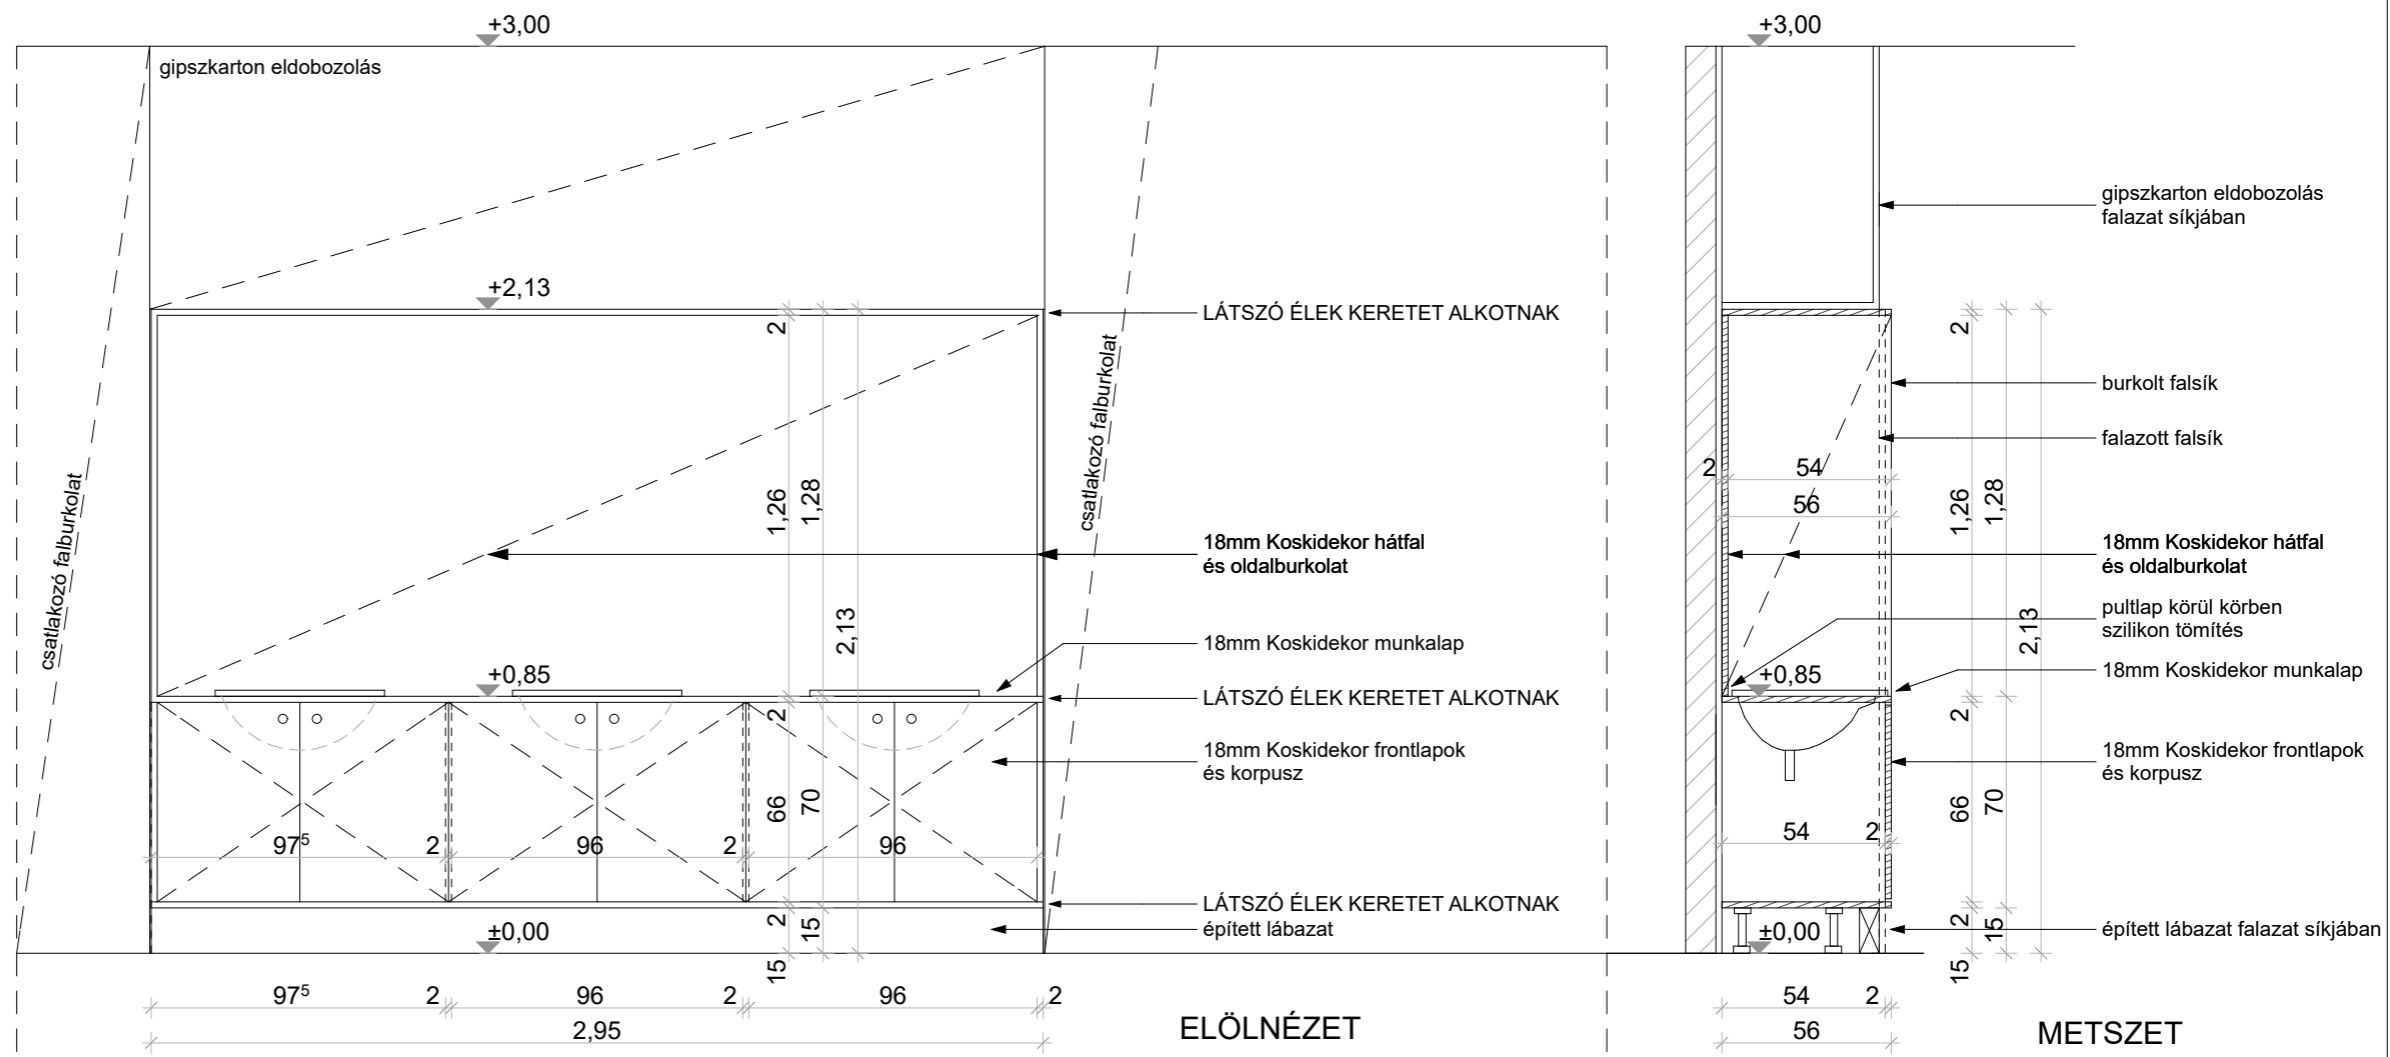 +3,00
gipszkarton eldobozolás
csatlakozó falburkolat
+2,13
csatlakozó falburkolat
2
1,26
1,28
2,13
LÁTSZÓ ÉLEK KERETET ALKOTNAK
18mm Koskidekor hátfal
és oldalburkolat
18mm Koskidekor munkalap
+0,85
LÁTSZÓ ÉLEK KERETET ALKOTNAK
2
18mm Koskidekor frontlapok
és korpusz
66
70
97⁵
2
96
2
96
LÁTSZÓ ÉLEK KERETET ALKOTNAK
2
15
épített lábazat
±0,00
15
97⁵
2
96
2
96
2
2,95
ELÖLNÉZET
+3,00
gipszkarton eldobozolás
falazat síkjában
2
burkolt falsík
falazott falsík
2
54
56
1,26
1,28
18mm Koskidekor hátfal
és oldalburkolat
pultlap körül körben
szilikon tömítés
2,13
18mm Koskidekor munkalap
+0,85
2
18mm Koskidekor frontlapok
és korpusz
66
70
54
2
2
15
±0,00
épített lábazat falazat síkjában
15
54
2
56
METSZET